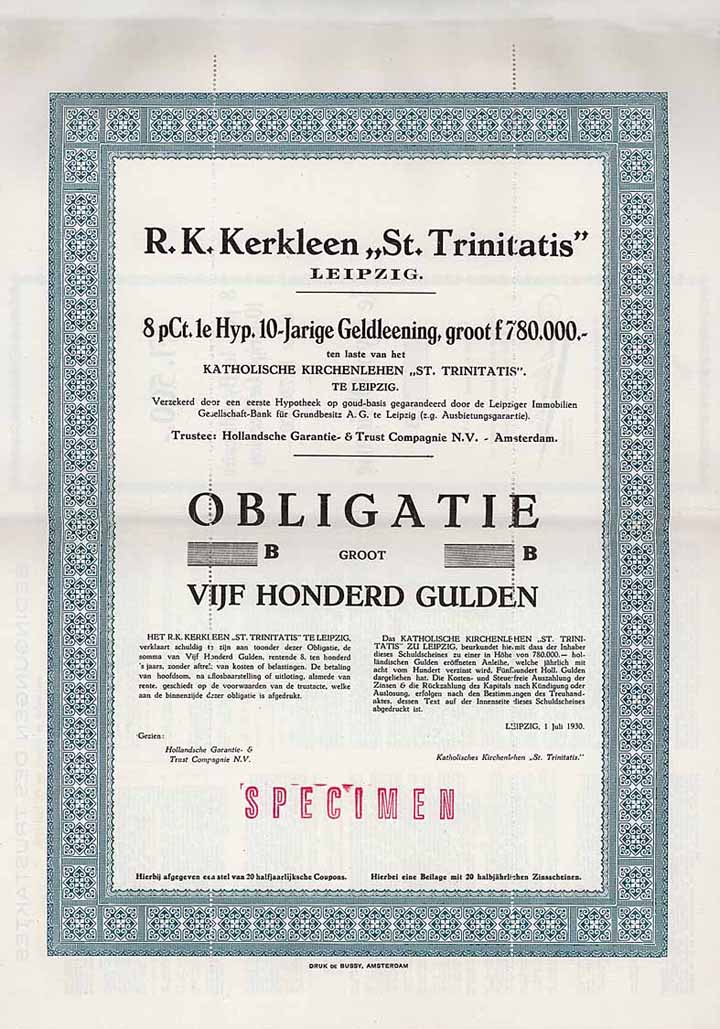 R. K. Kerkleen „St. Trinitatis”
LEIPZIG.
8 pCt. 1e Hyp. 10-Jarige Geldleening, groot f 780.000.-
ten laste van het
KATHOLISCHE KIRCHENLEHEN „ST. TRINITATIS”.
TE LEIPZIG.
Verzekerd door een eerste Hypotheek op goud-basis gegarandeerd door de Leipziger Immobilien
Gesellschaft-Bank für Grundbesitz A. G. te Leipzig (z.g. Ausbietungsgarantie).
Trustee: Hollandsche Garantie- & Trust Compagnie N.V. - Amsterdam.
OBLIGATIE
B GROOT B
VIJF HONDERD GULDEN
HET R.K. KERKLEEN „ST. TRINITATIS” TE LEIPZIG,
verklaart schuldig te zijn aan toonder dezer Obligatie, de
somma van Vijf Honderd Gulden, rentende 8, ten honderd
's jaars, zonder aftrek van kosten of belastingen. De betaling
van hoofdsom, na aflosbaarstelling of uitloting, alsmede van
rente, geschiedt op de voorwaarden van de trustacte, welke
aan de binnenzijde dezer obligatie is afgedrukt.
Gezien:
Hollandsche Garantie- &
Trust Compagnie N.V.
Das KATHOLISCHE KIRCHENLEHEN „ST. TRINI-
TATIS” ZU LEIPZIG, beurkundet hiermit dass der Inhaber
dieses Schuldscheines zu einer in Höhe von 780.000.— hol-
ländischen Gulden eröffneten Anleihe, welche jährlich mit
acht vom Hundert verzinst wird, Fünfhundert Holl. Gulden
dargeliehen hat. Die Kosten- und Steuerfreie Auszahlung der
Zinsen & die Rückzahlung des Kapitals nach Kündigung oder
Auslosung, erfolgen nach den Bestimmungen des Treuhand-
aktes, dessen Text auf der Innenseite dieses Schuldscheines
abgedruckt ist.
LEIPZIG, 1 Juli 1930.
Katholisches Kirchenlehen „St. Trinitatis.”
SPECIMEN
Hierbij afgegeven een stel van 20 halfjaarlijksche Coupons.
Hierbei eine Beilage mit 20 halbjährlichen Zinsscheinen.
DRUK DE BUSSY, AMSTERDAM